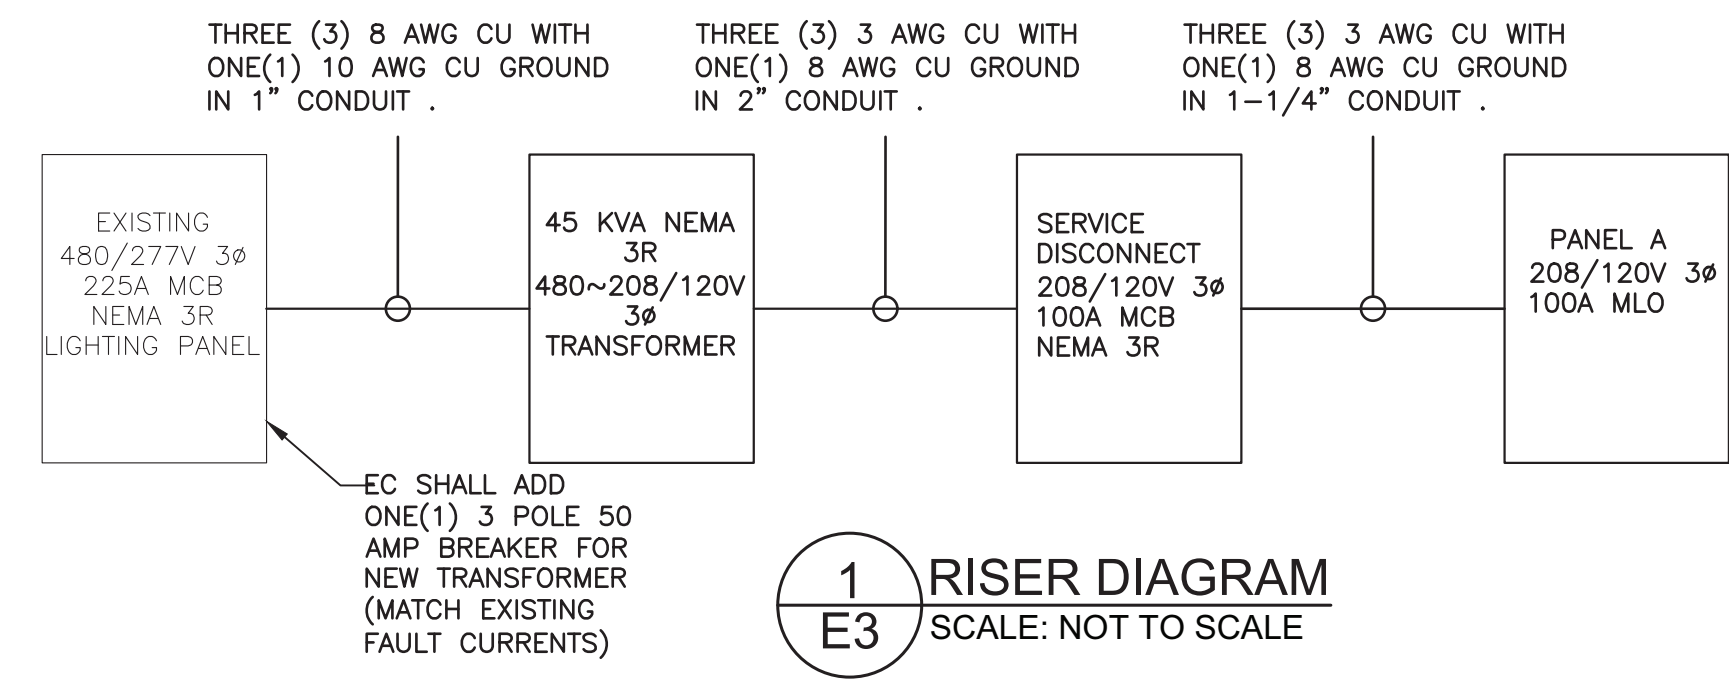 THREE (3) 8 AWG CU WITH
ONE(1) 10 AWG CU GROUND
IN 1" CONDUIT .
THREE (3) 3 AWG CU WITH
ONE(1) 8 AWG CU GROUND
IN 2" CONDUIT .
THREE (3) 3 AWG CU WITH
ONE(1) 8 AWG CU GROUND
IN 1-1/4" CONDUIT .
EXISTING
480/277V 3ø
225A MCB
NEMA 3R
LIGHTING PANEL
45 KVA NEMA
3R
480~208/120V
3ø
TRANSFORMER
SERVICE
DISCONNECT
208/120V 3ø
100A MCB
NEMA 3R
PANEL A
208/120V 3ø
100A MLO
EC SHALL ADD
ONE(1) 3 POLE 50
AMP BREAKER FOR
NEW TRANSFORMER
(MATCH EXISTING
FAULT CURRENTS)
1
E3
RISER DIAGRAM
SCALE: NOT TO SCALE